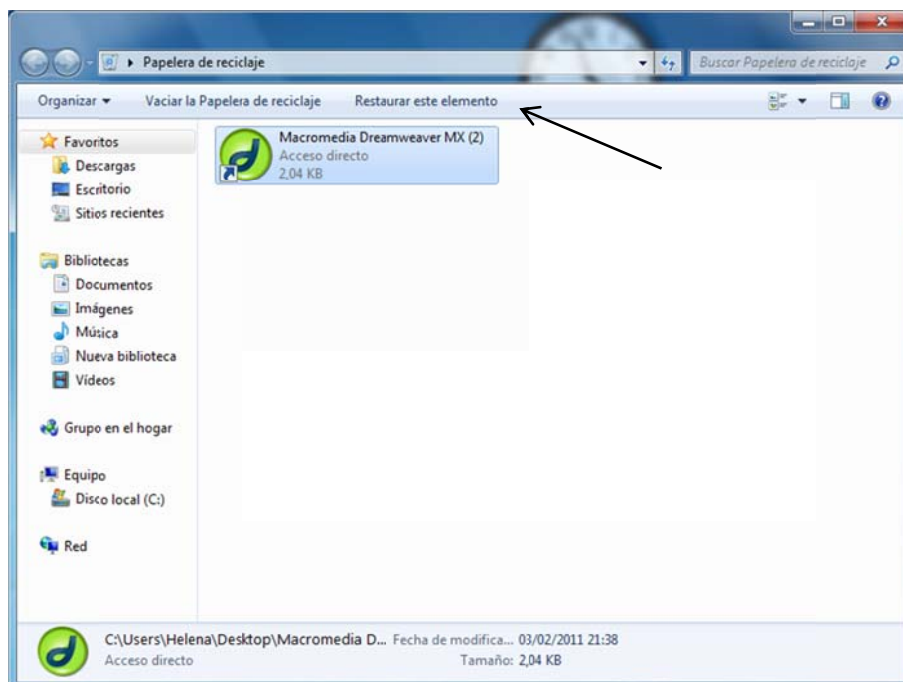 Papelera de reciclaje
Buscar Papelera de reciclaje
Organizar Vaciar la Papelera de reciclaje Restaurar este elemento
Favoritos
Descargas
Escritorio
Sitios recientes
Bibliotecas
Documentos
Imágenes
Música
Nueva biblioteca
Vídeos
Grupo en el hogar
Equipo
Disco local (C:)
Red
Macromedia Dreamweaver MX (2)
Acceso directo
2,04 KB
C:\Users\Helena\Desktop\Macromedia D... Fecha de modifica... 03/02/2011 21:38
Acceso directo Tamaño: 2,04 KB